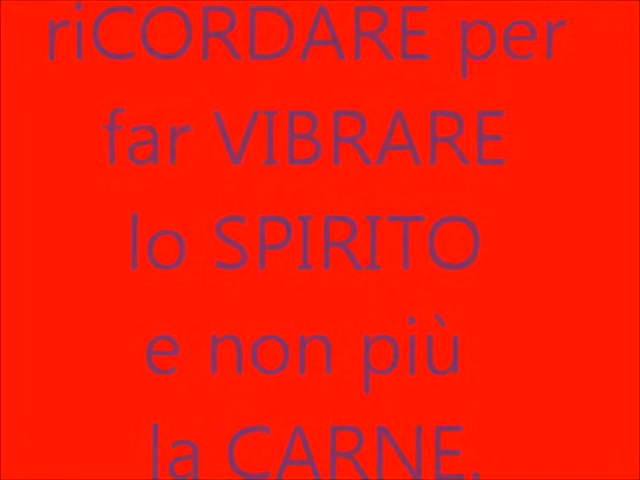 riCORDARE per
far VIBRARE
lo SPIRITO
e non più
la CARNE.